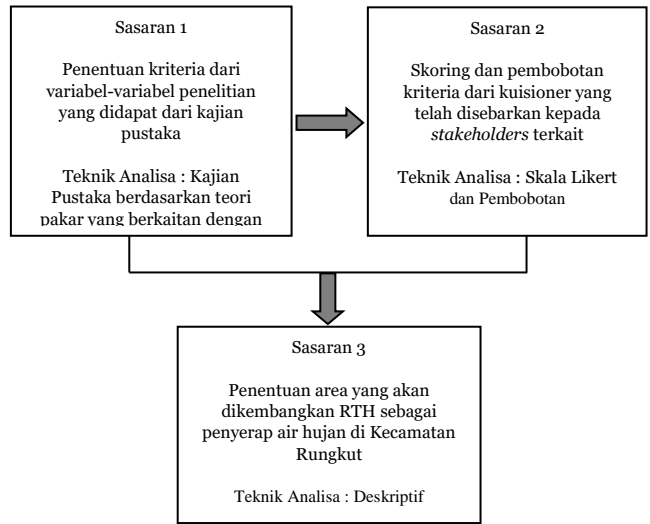 Sasaran 1
Penentuan kriteria dari
variabel-variabel penelitian
yang didapat dari kajian
pustaka
Teknik Analisa : Kajian
Pustaka berdasarkan teori
pakar yang berkaitan dengan
Sasaran 2
Skoring dan pembobotan
kriteria dari kuisioner yang
telah disebarkan kepada
stakeholders terkait
Teknik Analisa : Skala Likert
dan Pembobotan
Sasaran 3
Penentuan area yang akan
dikembangkan RTH sebagai
penyerap air hujan di Kecamatan
Rungkut
Teknik Analisa : Deskriptif